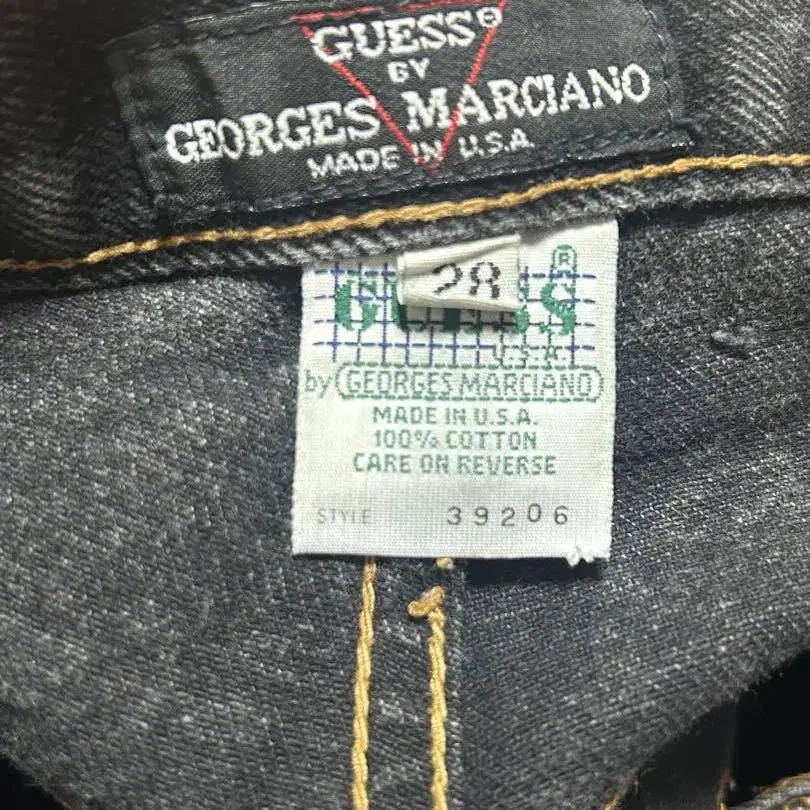 GUESS®
BY
GEORGES MARCIANO
MADE IN U.S.A.
28
G SS ®
U.S.A.
by GEORGES MARCIANO
MADE IN U.S.A.
100% COTTON
CARE ON REVERSE
STYLE 39206